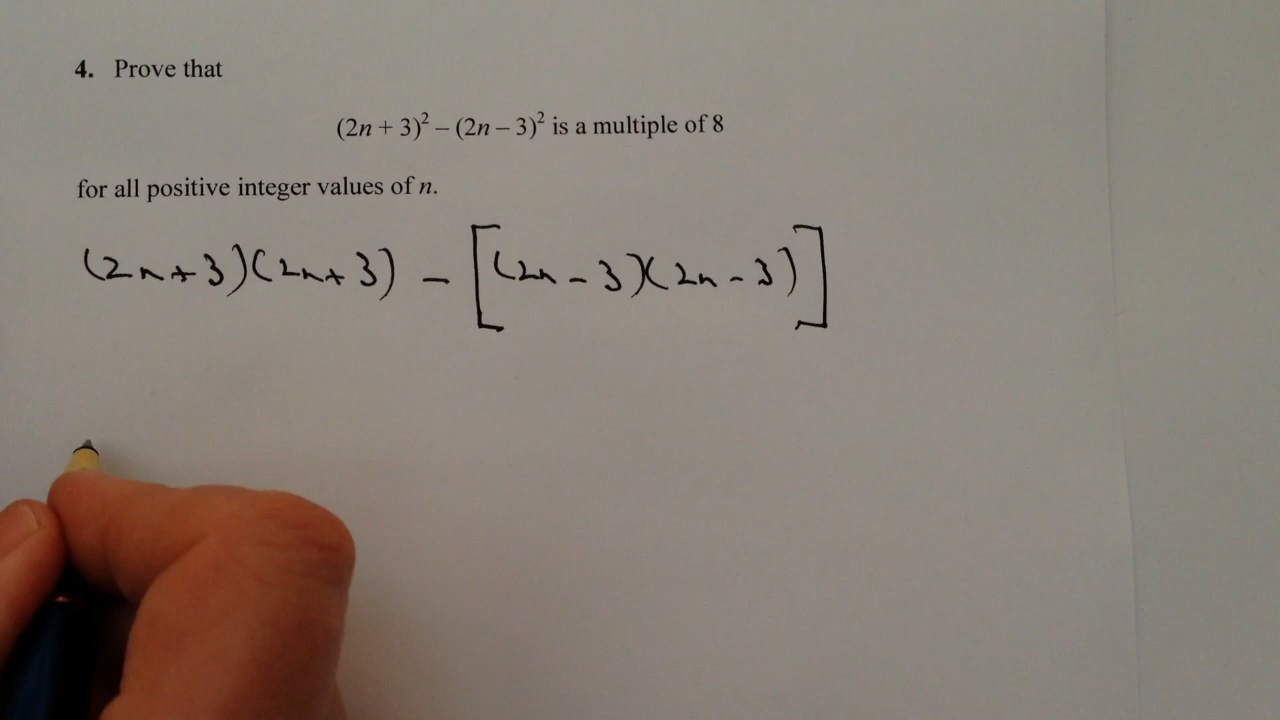 4. Prove that
(2n + 3)² – (2n – 3)² is a multiple of 8
for all positive integer values of n.
(2n+3)(2n+3) - [(2n-3)(2n-3)]